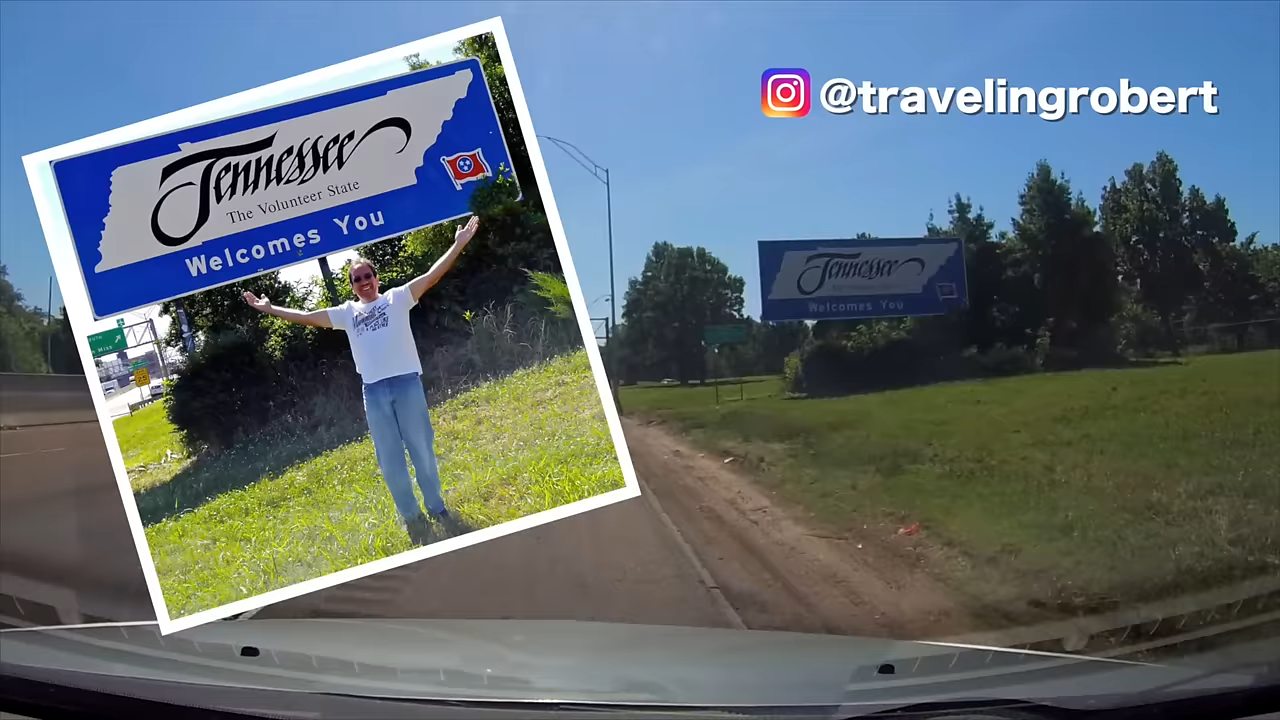 Tennessee
The Volunteer State
Welcomes You
@travelingrobert
Tennessee
Welcomes You